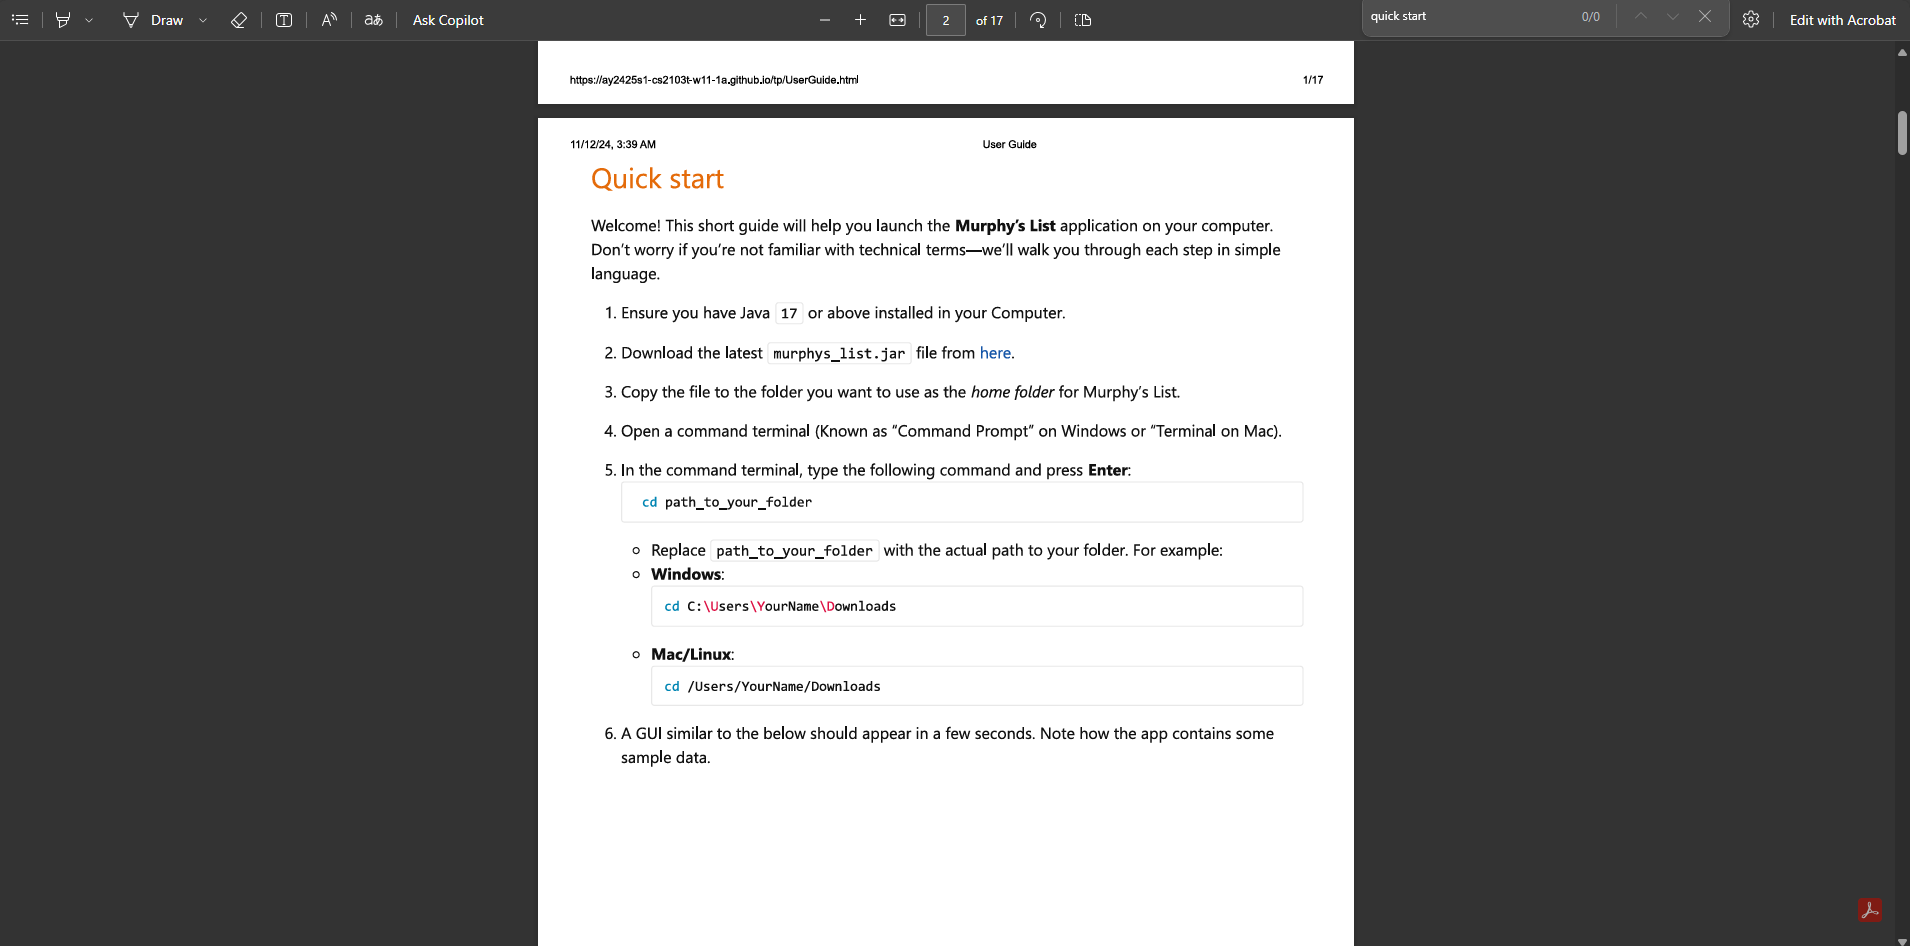 Draw
Ask Copilot
2 of 17
quick start 0/0
Edit with Acrobat
https://ay2425s1-cs2103t-w11-1a.github.io/tp/UserGuide.html 1/17
11/12/24, 3:39 AM User Guide
Quick start
Welcome! This short guide will help you launch the Murphy’s List application on your computer.
Don’t worry if you’re not familiar with technical terms—we’ll walk you through each step in simple
language.
1. Ensure you have Java 17 or above installed in your Computer.
2. Download the latest murphys_list.jar file from here.
3. Copy the file to the folder you want to use as the home folder for Murphy’s List.
4. Open a command terminal (Known as “Command Prompt” on Windows or “Terminal on Mac).
5. In the command terminal, type the following command and press Enter:
cd path_to_your_folder
Replace path_to_your_folder with the actual path to your folder. For example:
Windows:
cd C:\Users\YourName\Downloads
Mac/Linux:
cd /Users/YourName/Downloads
6. A GUI similar to the below should appear in a few seconds. Note how the app contains some
sample data.